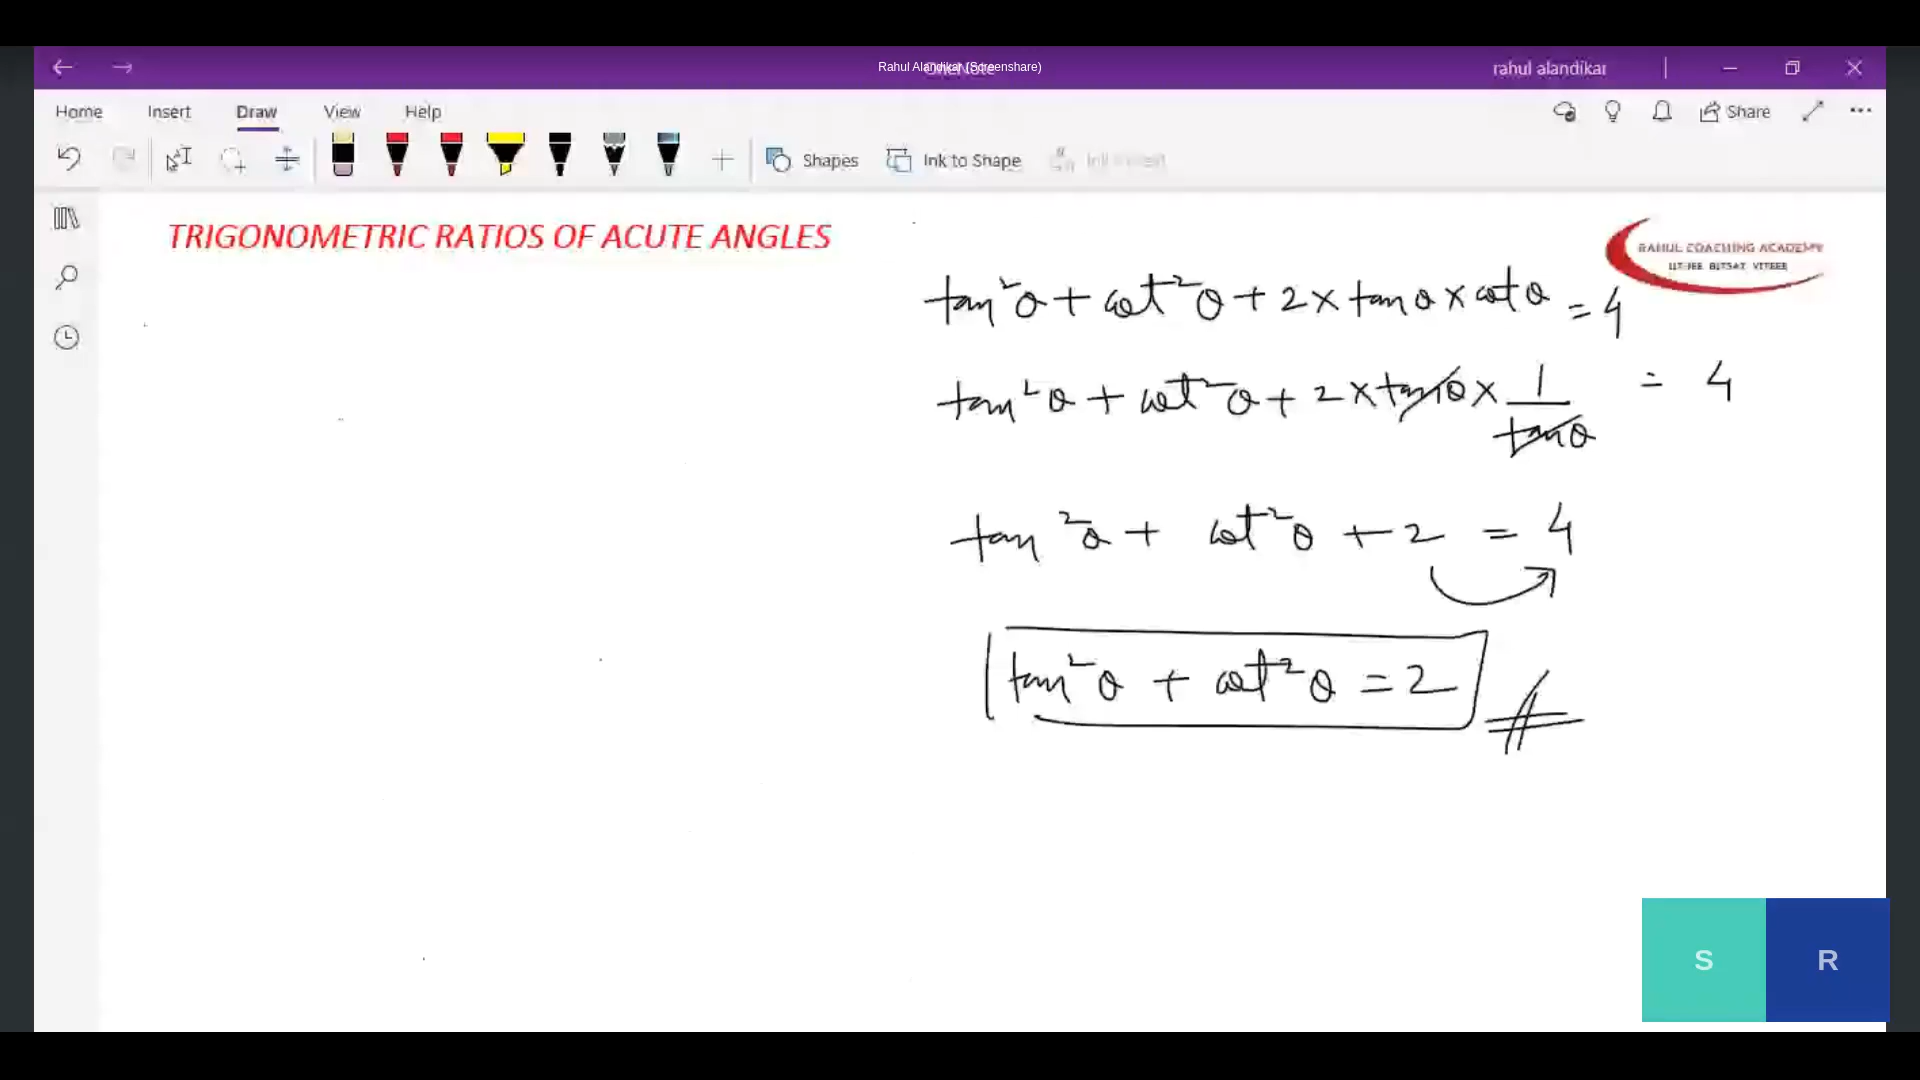 Rahul Alandikar (Screenshare)
rahul alandikar
Home Insert Draw View Help
Share
Shapes Ink to Shape
TRIGONOMETRIC RATIOS OF ACUTE ANGLES
RAHUL COACHING ACADEMY
IIT-JEE BITSAT VITEEE
tan²θ + cot²θ + 2 × tanθ × cotθ = 4
tan²θ + cot²θ + 2 × tanθ × 1/tanθ = 4
tan²θ + cot²θ + 2 = 4
tan²θ + cot²θ = 2
S R